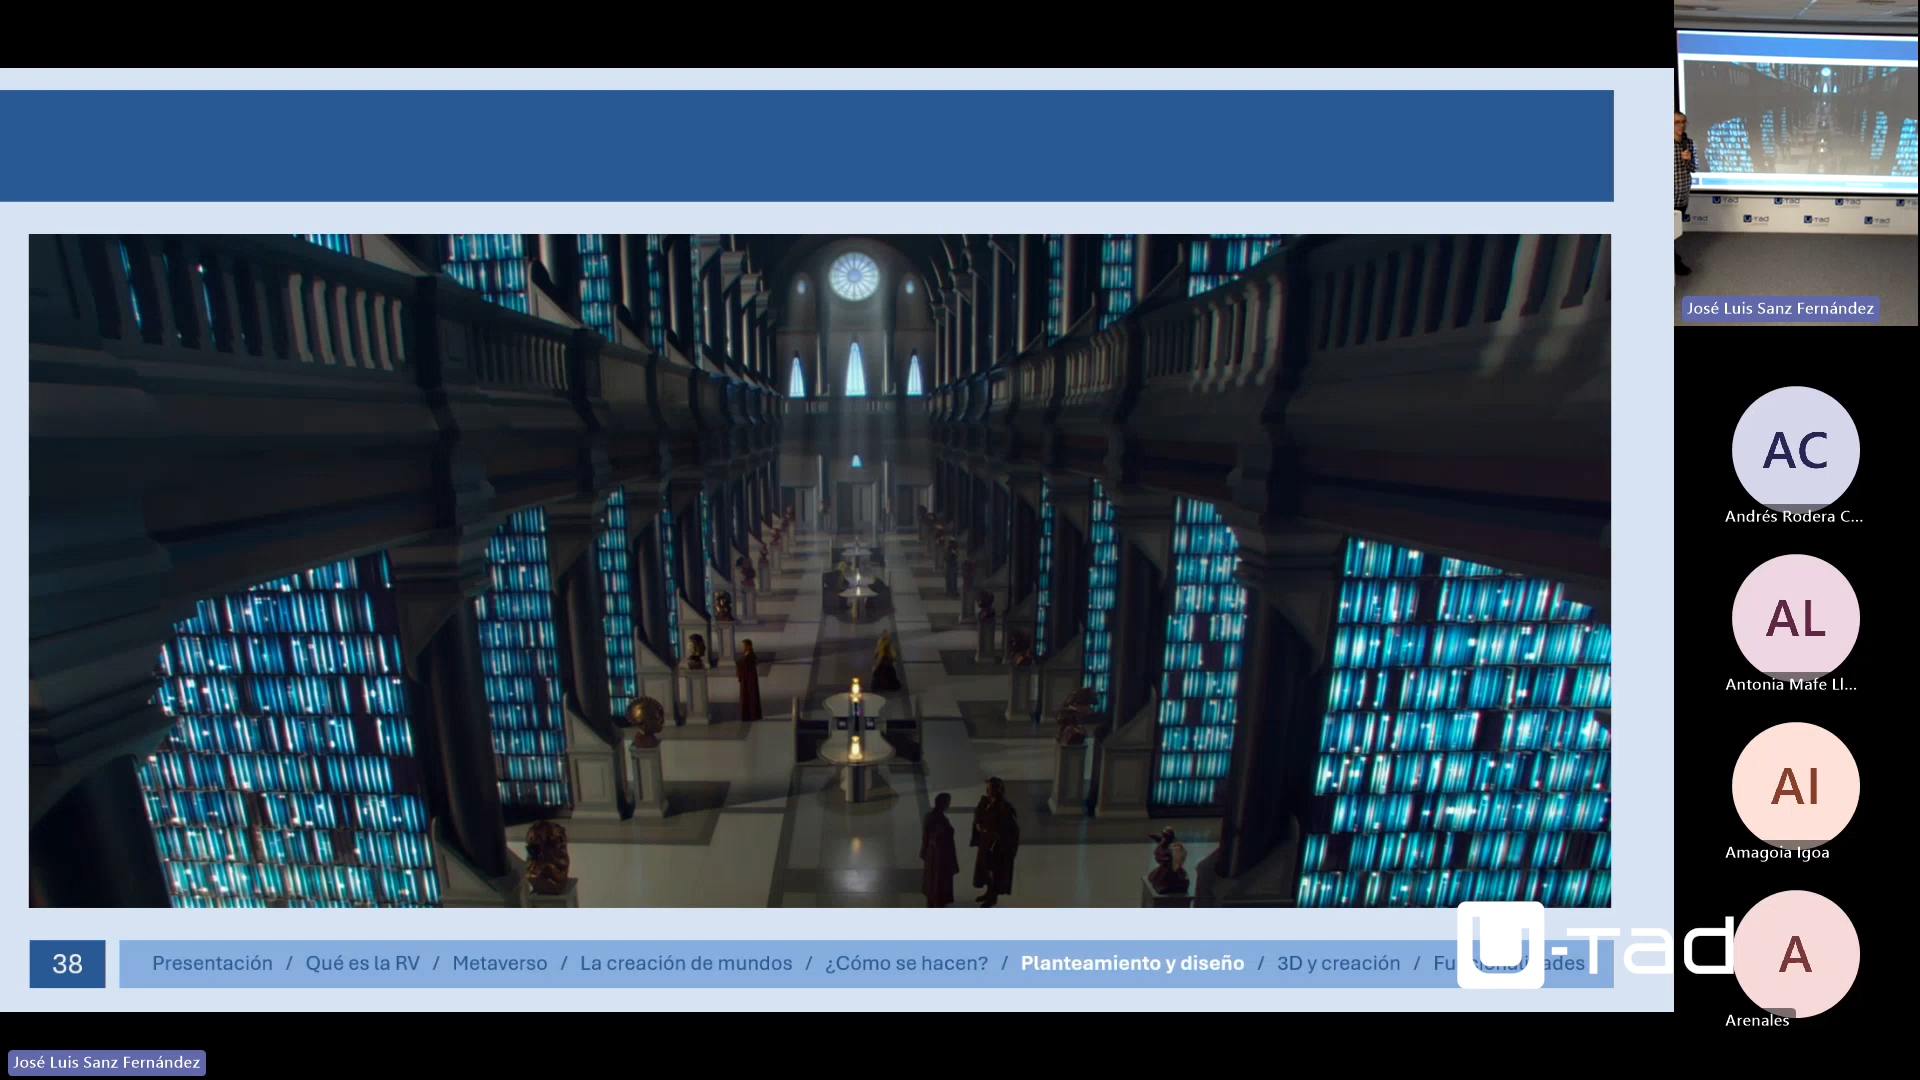 José Luis Sanz Fernández
AC
Andrés Rodera C...
AL
Antonia Mafe Ll...
AI
Amagoia Igoa
A
Arenales
38
Presentación / Qué es la RV / Metaverso / La creación de mundos / ¿Cómo se hacen? / Planteamiento y diseño / 3D y creación /
U-Tad
José Luis Sanz Fernández